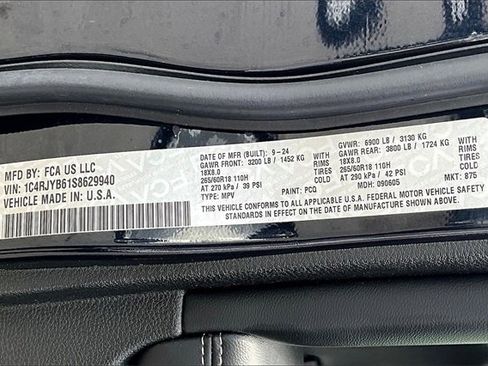 MFD BY: FCA US LLC
VIN: 1C4RJYB61S8629940
VEHICLE MADE IN: U.S.A.
DATE OF MFR (BUILT): 9-24
GAWR FRONT: 3200 LB / 1452 KG
18X8.0
265/60R18 110H
AT 270 kPa / 39 PSI
TYPE: MPV
WITH
RIMS
TIRES
COLD
PAINT: PCQ
GVWR: 6900 LB / 3130 KG
GAWR REAR: 3800 LB / 1724 KG
18X8.0
265/60R18 110H
AT 290 kPa / 42 PSI
MDH: 090605
WITH
RIMS
TIRES
COLD
MKT: 875
THIS VEHICLE CONFORMS TO ALL APPLICABLE U.S.A. FEDERAL MOTOR VEHICLE SAFETY
STANDARDS IN EFFECT ON THE DATE OF MANUFACTURE SHOWN ABOVE.